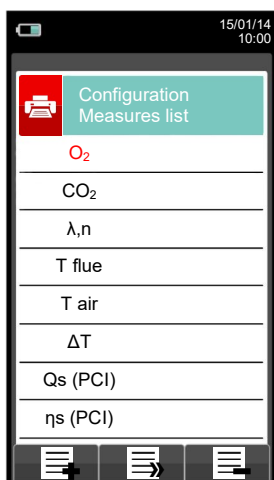 15/01/14
10:00
Configuration
Measures list
O₂
CO₂
λ,n
T flue
T air
ΔT
Qs (PCI)
ηs (PCI)